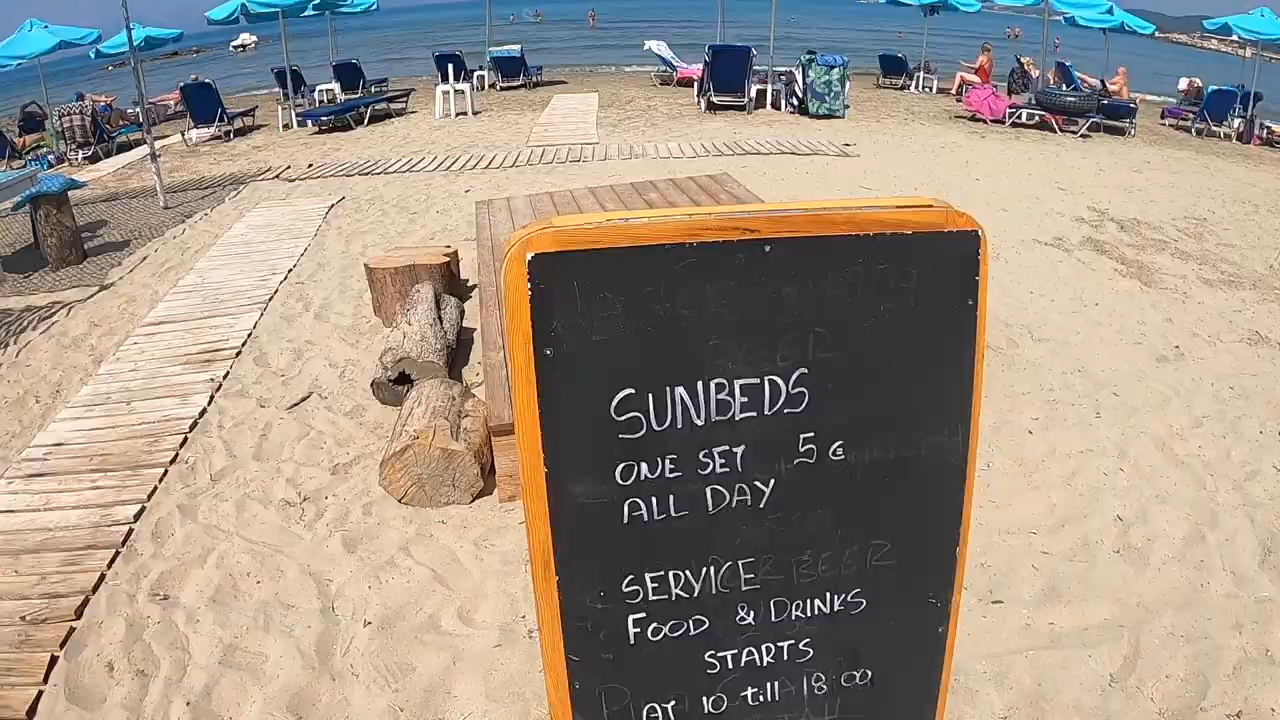 SUNBEDS
ONE SET 5 €
ALL DAY
SERVICE
FOOD & DRINKS
STARTS
AT 10 till 18:00